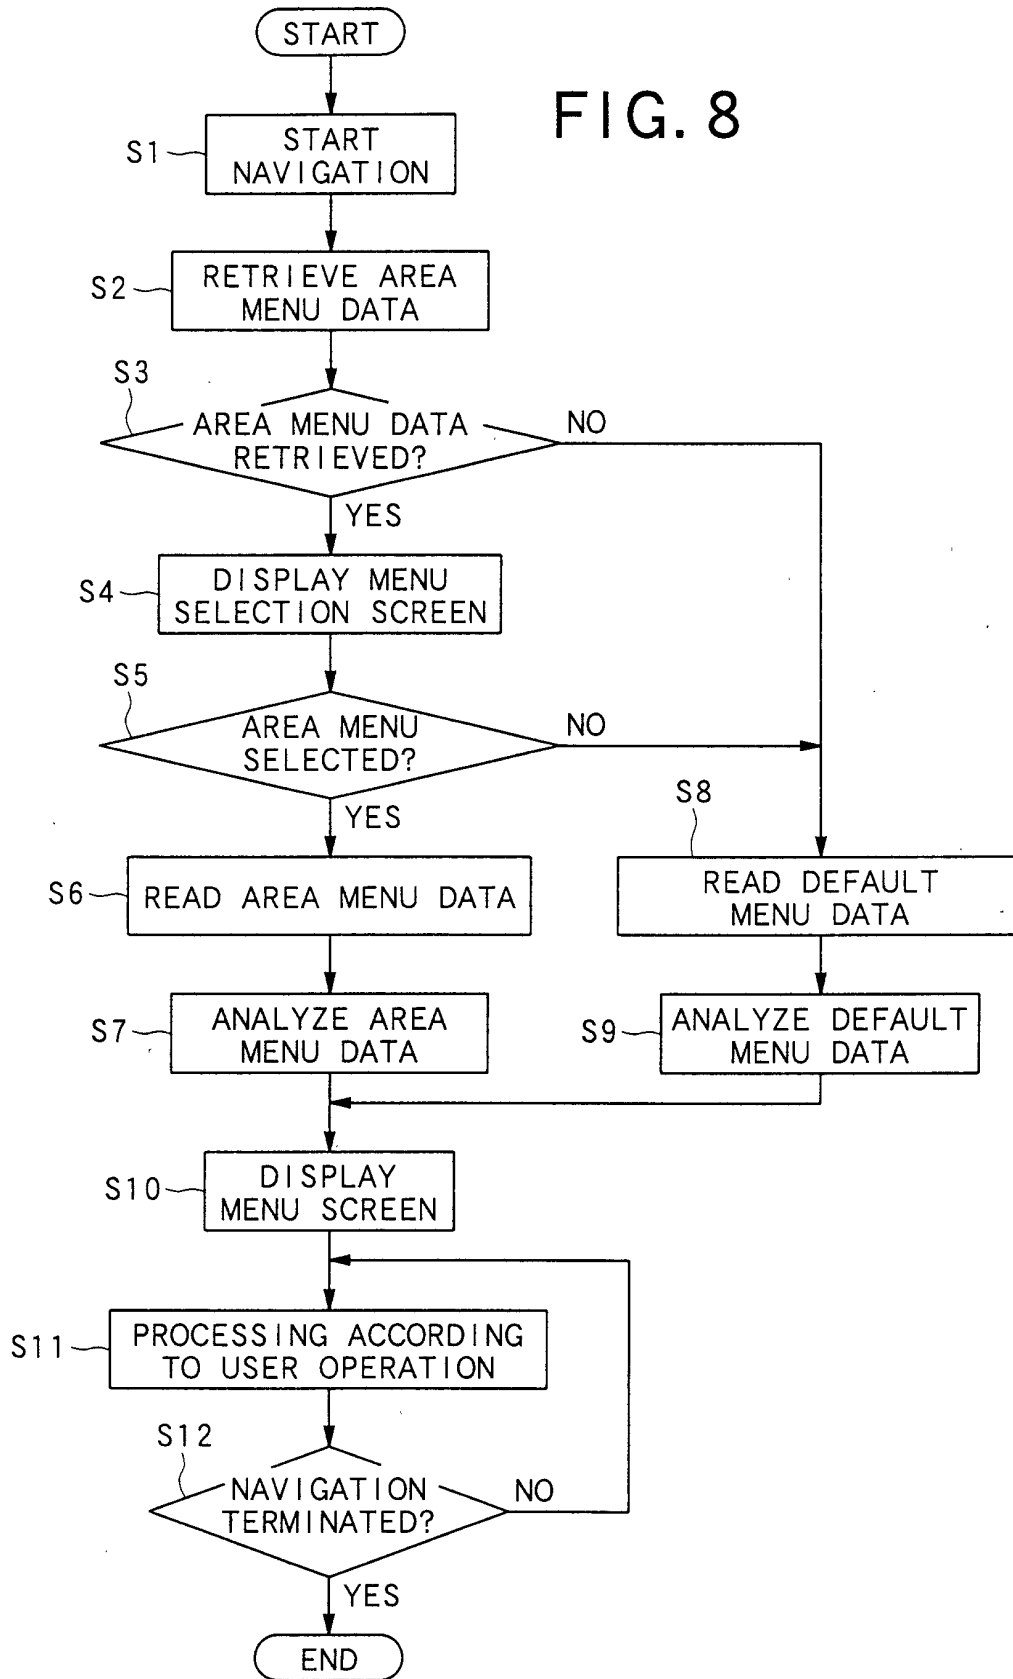 START
FIG. 8
S1
START
NAVIGATION
S2
RETRIEVE AREA
MENU DATA
S3
AREA MENU DATA
RETRIEVED?
NO
YES
S4
DISPLAY MENU
SELECTION SCREEN
S5
AREA MENU
SELECTED?
NO
YES
S6
READ AREA MENU DATA
S8
READ DEFAULT
MENU DATA
S7
ANALYZE AREA
MENU DATA
S9
ANALYZE DEFAULT
MENU DATA
S10
DISPLAY
MENU SCREEN
S11
PROCESSING ACCORDING
TO USER OPERATION
S12
NAVIGATION
TERMINATED?
NO
YES
END